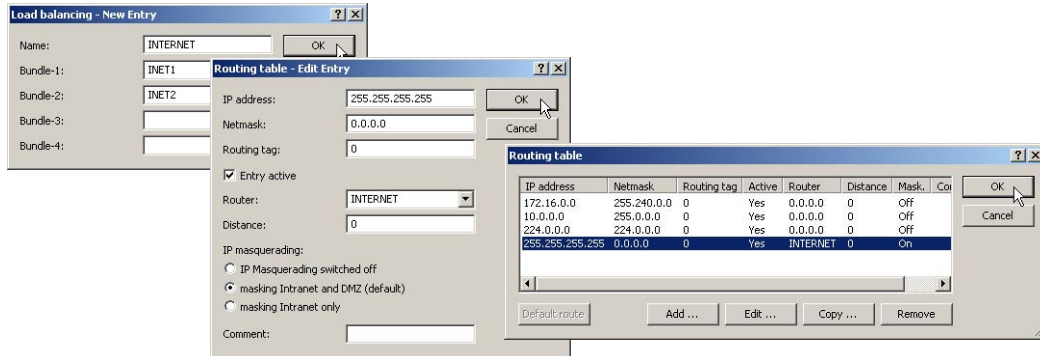 Load balancing - New Entry
Name: INTERNET OK
Bundle-1: INET1
Bundle-2: INET2
Bundle-3:
Bundle-4:
Routing table - Edit Entry
IP address: 255.255.255.255 OK
Netmask: 0.0.0.0 Cancel
Routing tag: 0
Entry active
Router: INTERNET
Distance: 0
IP masquerading:
IP Masquerading switched off
masking Intranet and DMZ (default)
masking Intranet only
Comment:
Routing table
IP address Netmask Routing tag Active Router Distance Mask. Co OK
172.16.0.0 255.240.0.0 0 Yes 0.0.0.0 0 Off
10.0.0.0 255.0.0.0 0 Yes 0.0.0.0 0 Off Cancel
224.0.0.0 224.0.0.0 0 Yes 0.0.0.0 0 Off
255.255.255.255 0.0.0.0 0 Yes INTERNET 0 On
Default route Add ... Edit ... Copy ... Remove